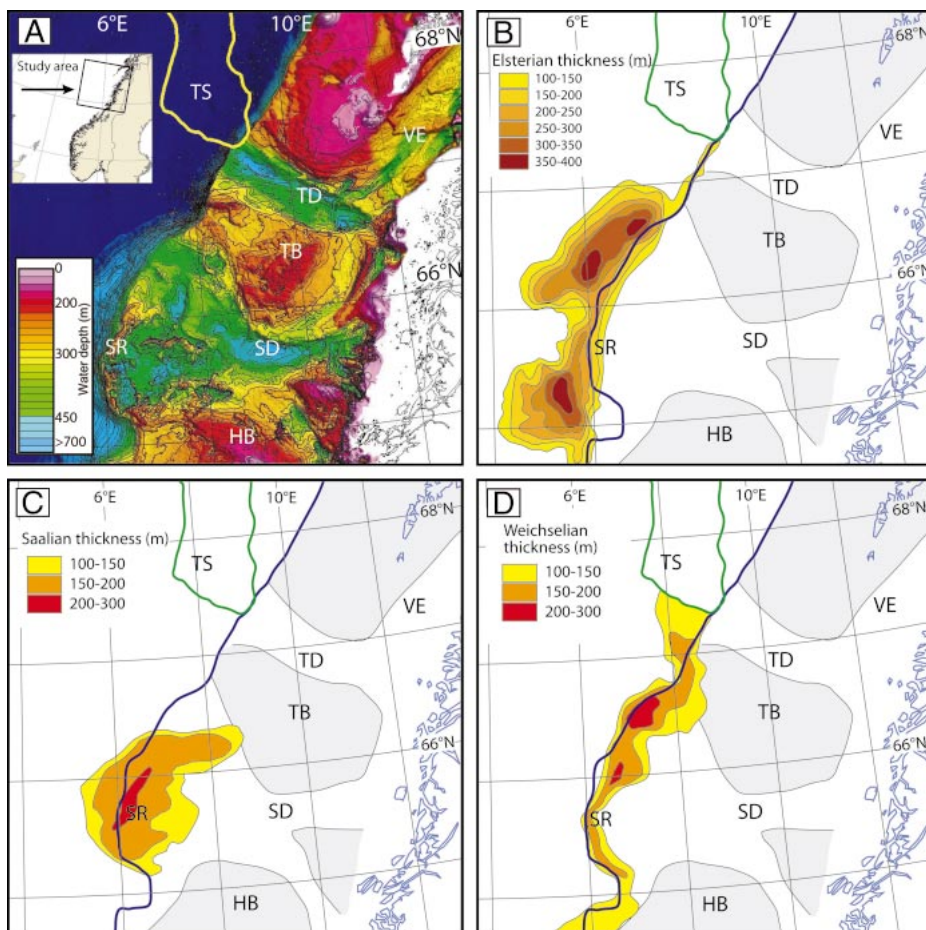 A
6°E
10°E
68°N
Study area
TS
VE
TD
TB
66°N
0
200
300
450
>700
Water depth (m)
SR
SD
HB
B
6°E
10°E
68°N
Elsterian thickness (m)
100-150
150-200
200-250
250-300
300-350
350-400
TS
VE
TD
TB
66°N
SR
SD
HB
C
6°E
10°E
68°N
Saalian thickness (m)
100-150
150-200
200-300
TS
VE
TD
TB
66°N
SR
SD
HB
D
6°E
10°E
68°N
Weichselian
thickness (m)
100-150
150-200
200-300
TS
VE
TD
TB
66°N
SR
SD
HB